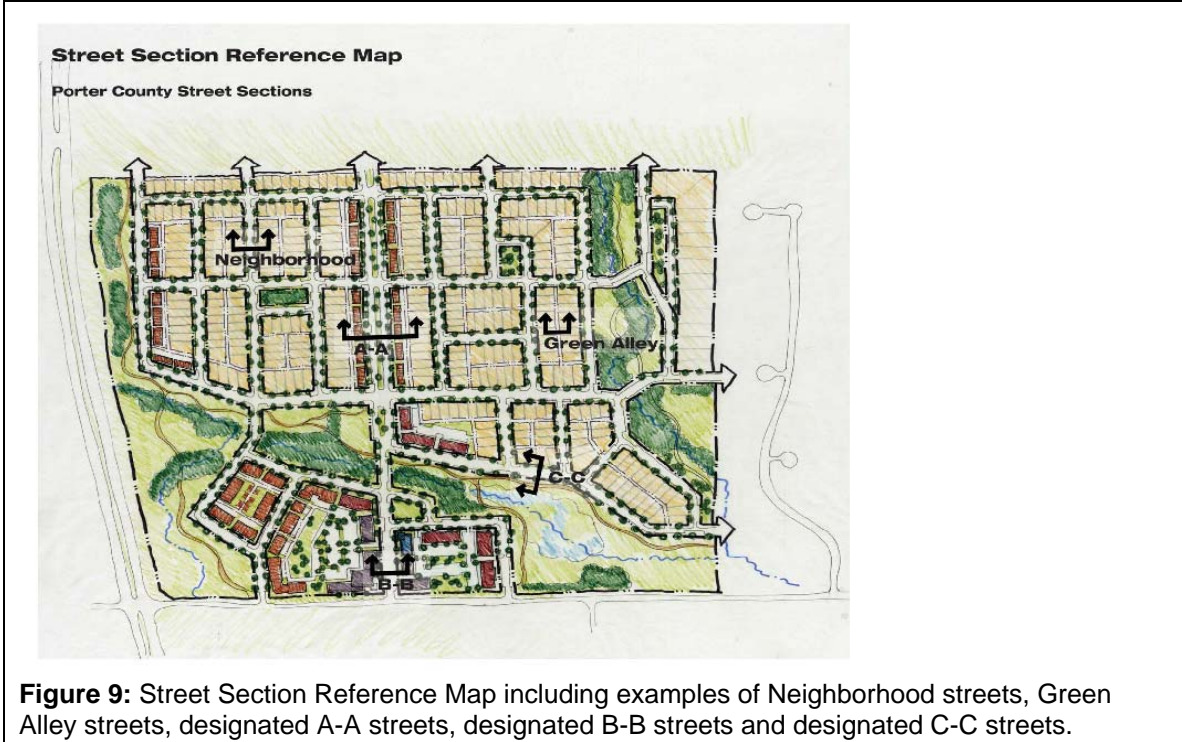 Street Section Reference Map
Porter County Street Sections
Neighborhood
A-A
Green Alley
C-C
B-B
Figure 9: Street Section Reference Map including examples of Neighborhood streets, Green
Alley streets, designated A-A streets, designated B-B streets and designated C-C streets.